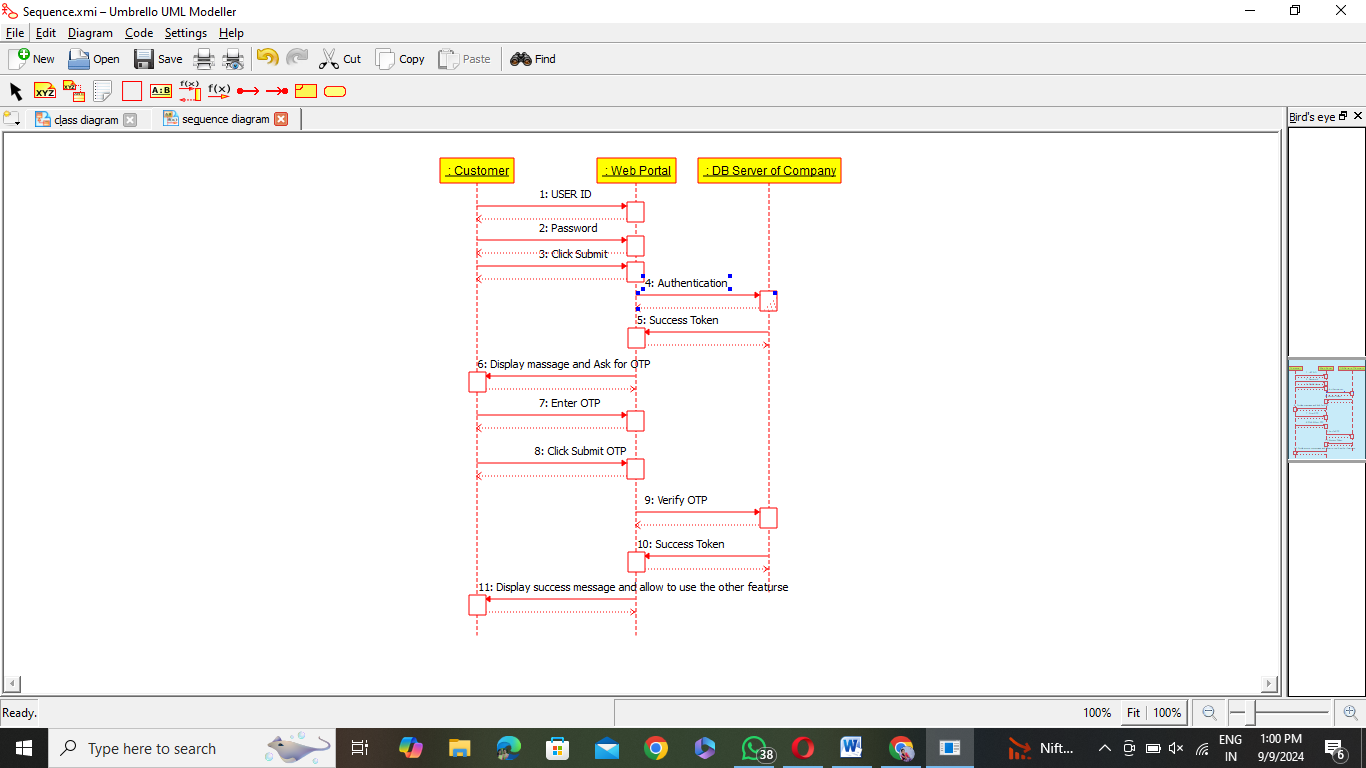 Sequence.xmi – Umbrello UML Modeller
File Edit Diagram Code Settings Help
New Open Save Cut Copy Paste Find
XYZ XYZ A:B f(x) f(x)
class diagram sequence diagram Bird's eye
: Customer : Web Portal : DB Server of Company
1: USER ID
2: Password
3: Click Submit
4: Authentication
5: Success Token
6: Display massage and Ask for OTP
7: Enter OTP
8: Click Submit OTP
9: Verify OTP
10: Success Token
11: Display success message and allow to use the other featurse
Ready. 100% Fit 100%
Type here to search 38 Nift... ENG 1:00 PM
IN 9/9/2024 6